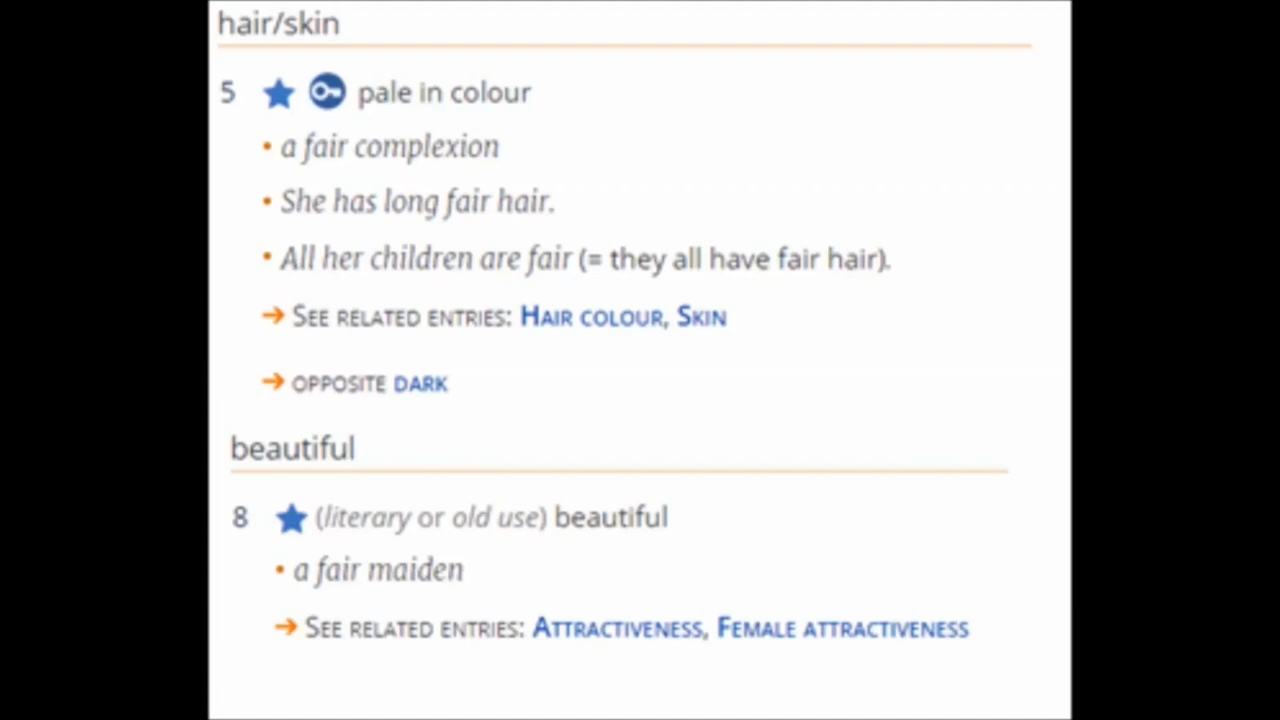 hair/skin
5 pale in colour
• a fair complexion
• She has long fair hair.
• All her children are fair (= they all have fair hair).
➔ SEE RELATED ENTRIES: HAIR COLOUR, SKIN
➔ OPPOSITE DARK
beautiful
8 (literary or old use) beautiful
• a fair maiden
➔ SEE RELATED ENTRIES: ATTRACTIVENESS, FEMALE ATTRACTIVENESS